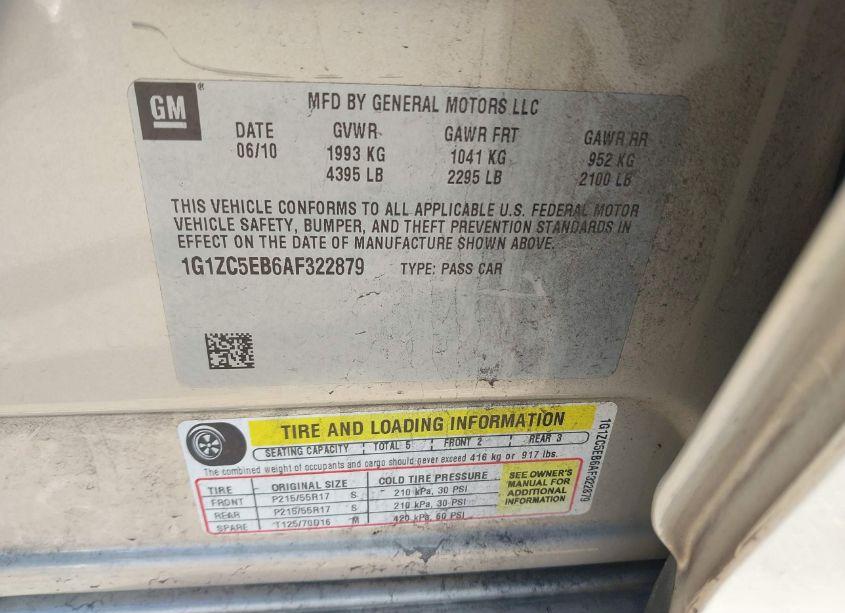 GM ®
MFD BY GENERAL MOTORS LLC
DATE GVWR GAWR FRT GAWR RR
06/10 1993 KG 1041 KG 952 KG
4395 LB 2295 LB 2100 LB
THIS VEHICLE CONFORMS TO ALL APPLICABLE U.S. FEDERAL MOTOR
VEHICLE SAFETY, BUMPER, AND THEFT PREVENTION STANDARDS IN
EFFECT ON THE DATE OF MANUFACTURE SHOWN ABOVE.
1G1ZC5EB6AF322879 TYPE: PASS CAR
TIRE AND LOADING INFORMATION
SEATING CAPACITY TOTAL 5 FRONT 2 REAR 3
The combined weight of occupants and cargo should never exceed 416 kg or 917 lbs.
TIRE ORIGINAL SIZE COLD TIRE PRESSURE
FRONT P215/55R17 S 210 kPa, 30 PSI
REAR P215/55R17 S 210 kPa, 30 PSI
SPARE T125/70D16 M 420 kPa, 60 PSI
SEE OWNER'S
MANUAL FOR
ADDITIONAL
INFORMATION
1G1ZC5EB6AF322879